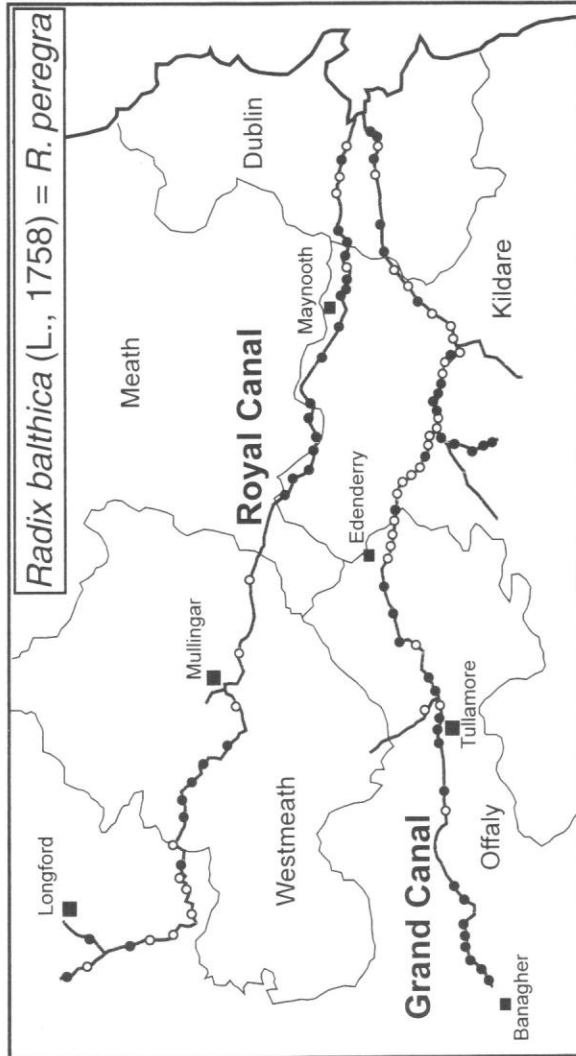 Radix balthica (L., 1758) = R. peregra
Meath
Dublin
Longford
Mullingar
Royal Canal
Maynooth
Westmeath
Edenderry
Kildare
Grand Canal
Tullamore
Offaly
Banagher